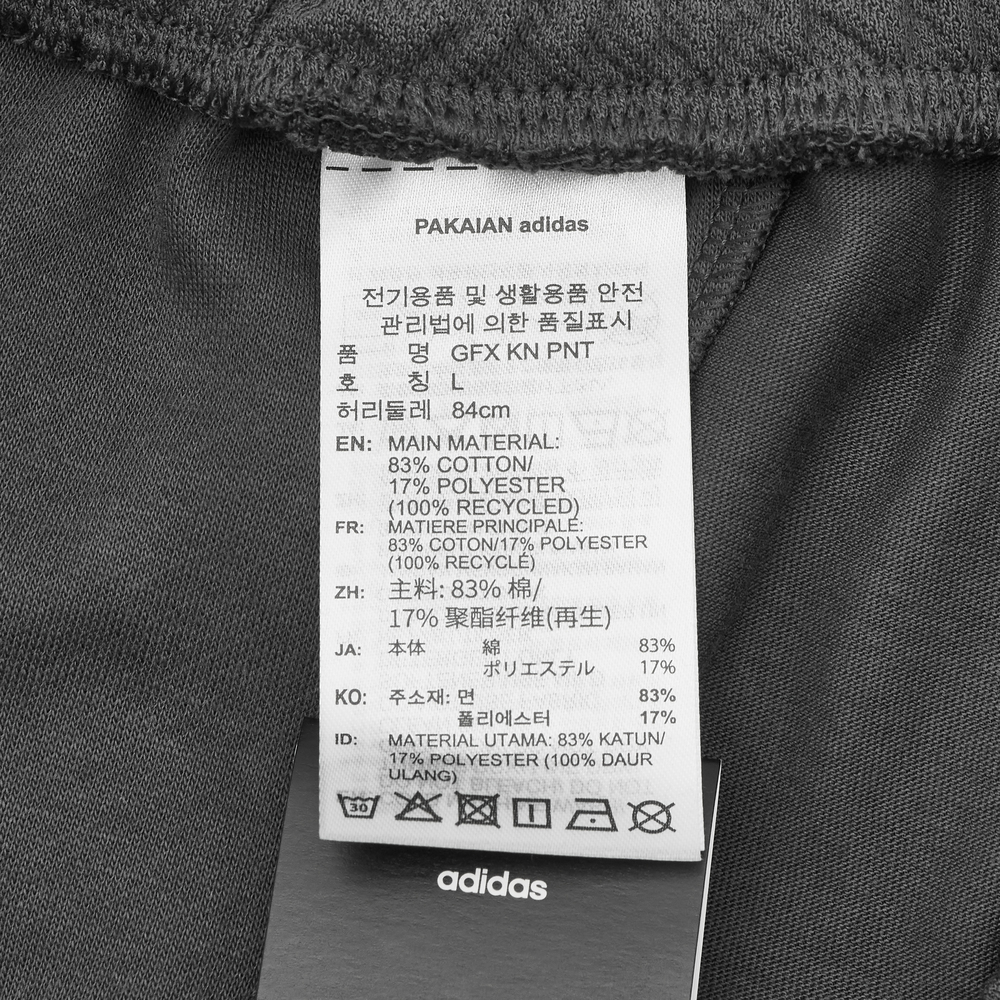 PAKAIAN adidas
전기용품 및 생활용품 안전
관리법에 의한 품질표시
품 명 GFX KN PNT
호 칭 L
허리둘레 84cm
EN: MAIN MATERIAL:
83% COTTON/
17% POLYESTER
(100% RECYCLED)
FR: MATIERE PRINCIPALE:
83% COTON/17% POLYESTER
(100% RECYCLÉ)
ZH: 主料: 83% 棉/
17% 聚酯纤维(再生)
JA: 本体 綿 83%
ポリエステル 17%
KO: 주소재: 면 83%
폴리에스터 17%
ID: MATERIAL UTAMA: 83% KATUN/
17% POLYESTER (100% DAUR
ULANG)
30
adidas